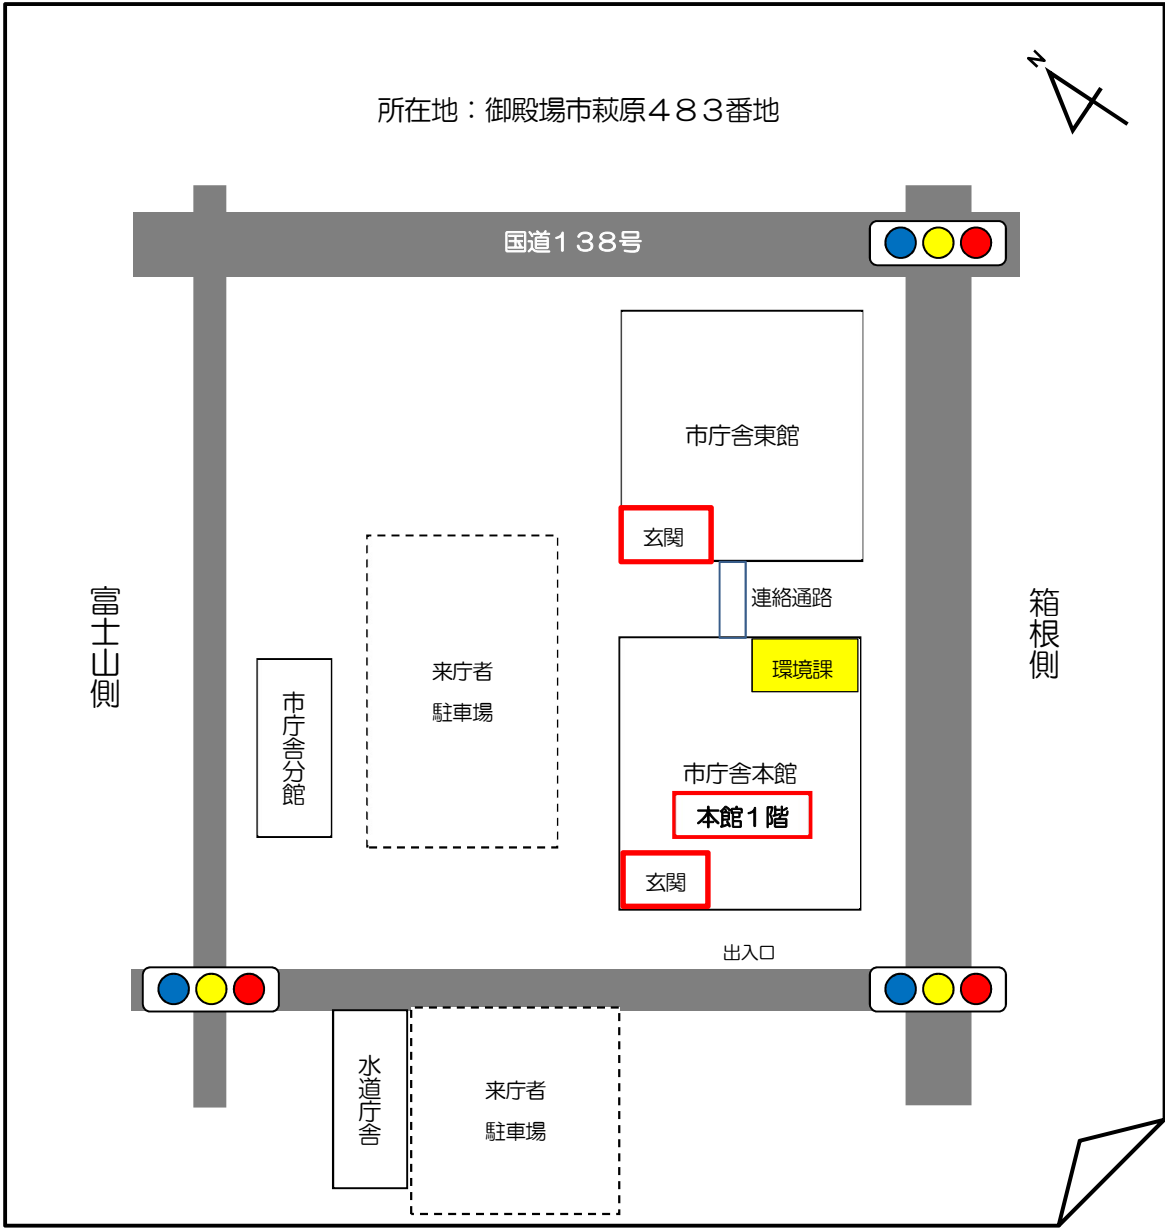 N
所在地：御殿場市萩原４８３番地
国道１３８号
市庁舎東館
玄関
連絡通路
富士山側
箱根側
環境課
来庁者
駐車場
市庁舎分館
市庁舎本館
本館１階
玄関
出入口
水道庁舎
来庁者
駐車場